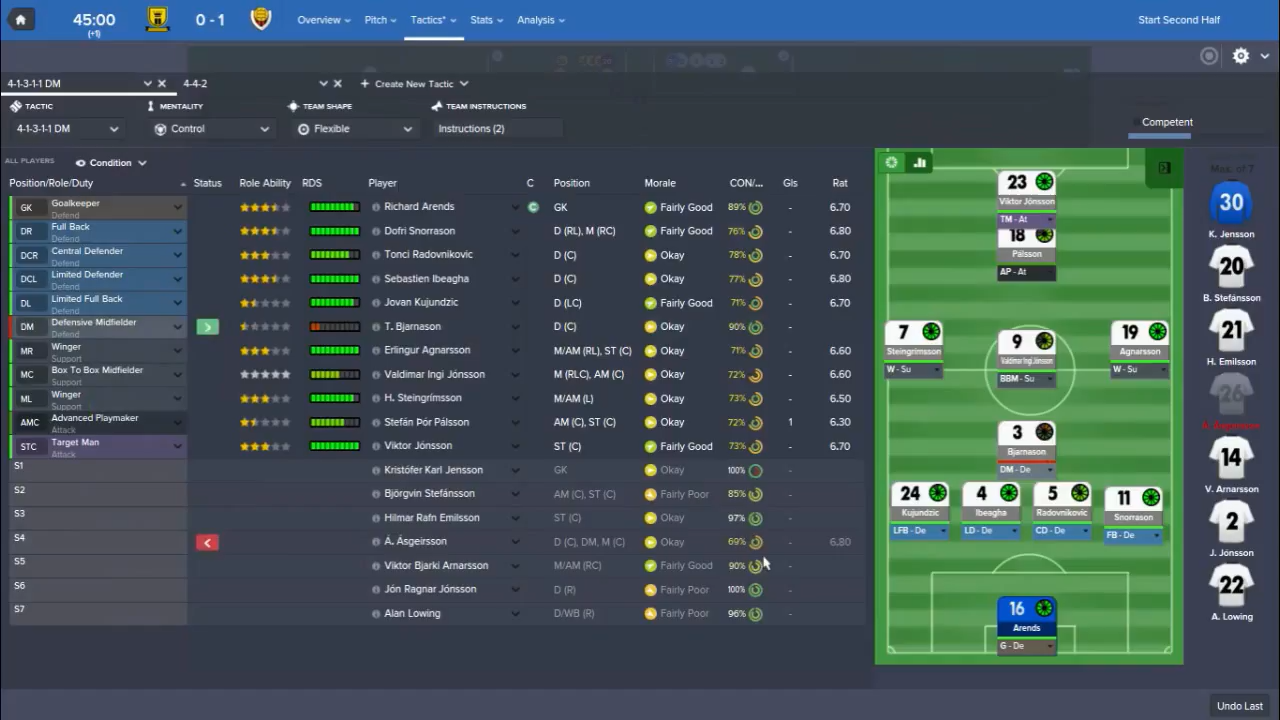 45:00
(+1)
0 - 1
Overview
Pitch
Tactics*
Stats
Analysis
Start Second Half
4-1-3-1-1 DM
4-4-2
+ Create New Tactic
TACTIC
MENTALITY
TEAM SHAPE
TEAM INSTRUCTIONS
4-1-3-1-1 DM
Control
Flexible
Instructions (2)
Competent
ALL PLAYERS
Condition
Position/Role/Duty Status Role Ability RDS Player C Position Morale CON/... Gls Rat
GK Goalkeeper Defend Richard Arends C GK Fairly Good 89% - 6.70
DR Full Back Defend Dofri Snorrason D (RL), M (RC) Fairly Good 76% - 6.80
DCR Central Defender Defend Tonci Radovnikovic D (C) Okay 78% - 6.70
DCL Limited Defender Defend Sebastien Ibeagha D (C) Okay 77% - 6.80
DL Limited Full Back Defend Jovan Kujundzic D (LC) Fairly Good 71% - 6.70
DM Defensive Midfielder Defend T. Bjarnason D (C) Okay 90% -
MR Winger Support Erlingur Agnarsson M/AM (RL), ST (C) Okay 71% - 6.60
MC Box To Box Midfielder Support Valdimar Ingi Jónsson M (RLC), AM (C) Okay 72% - 6.60
ML Winger Support H. Steingrímsson M/AM (L) Okay 73% - 6.50
AMC Advanced Playmaker Attack Stefán Þór Pálsson AM (C), ST (C) Okay 72% 1 6.30
STC Target Man Attack Viktor Jónsson ST (C) Fairly Good 73% - 6.70
S1 Kristófer Karl Jensson GK Okay 100% -
S2 Björgvin Stefánsson AM (C), ST (C) Fairly Poor 85% -
S3 Hilmar Rafn Emilsson ST (C) Okay 97% -
S4 Á. Ásgeirsson D (C), DM, M (C) Okay 69% - 6.80
S5 Viktor Bjarki Arnarsson M/AM (RC) Fairly Good 90% -
S6 Jón Ragnar Jónsson D (R) Fairly Poor 100% -
S7 Alan Lowing D/WB (R) Fairly Poor 96% -
23
Viktor Jónsson
TM - At
18
Pálsson
AP - At
7
Steingrímsson
W - Su
9
Valdimar Ingi Jónsson
BBM - Su
19
Agnarsson
W - Su
3
Bjarnason
DM - De
24
Kujundzic
LFB - De
4
Ibeagha
LD - De
5
Radovnikovic
CD - De
11
Snorrason
FB - De
16
Arends
G - De
Max. of 7
30
K. Jensson
20
B. Stefánsson
21
H. Emilsson
26
14
V. Arnarsson
2
J. Jónsson
22
A. Lowing
Undo Last